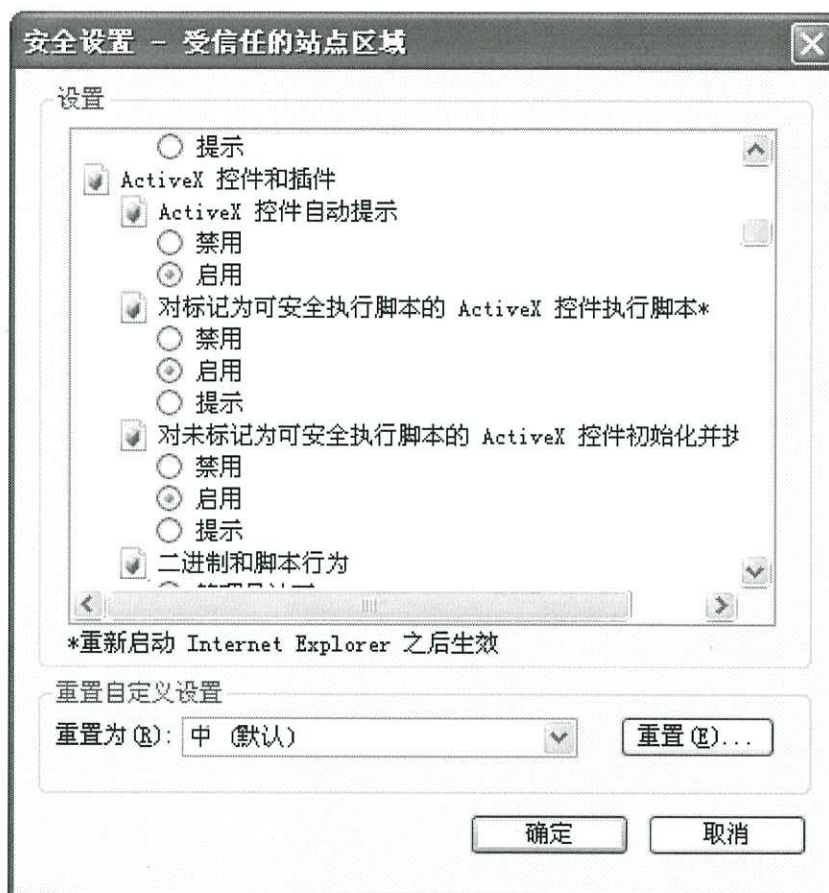 安全设置 - 受信任的站点区域
设置
提示
ActiveX 控件和插件
ActiveX 控件自动提示
禁用
启用
对标记为可安全执行脚本的 ActiveX 控件执行脚本*
禁用
启用
提示
对未标记为可安全执行脚本的 ActiveX 控件初始化并
禁用
启用
提示
二进制和脚本行为
*重新启动 Internet Explorer 之后生效
重置自定义设置
重置为(R): 中 (默认) 重置(E)...
确定 取消